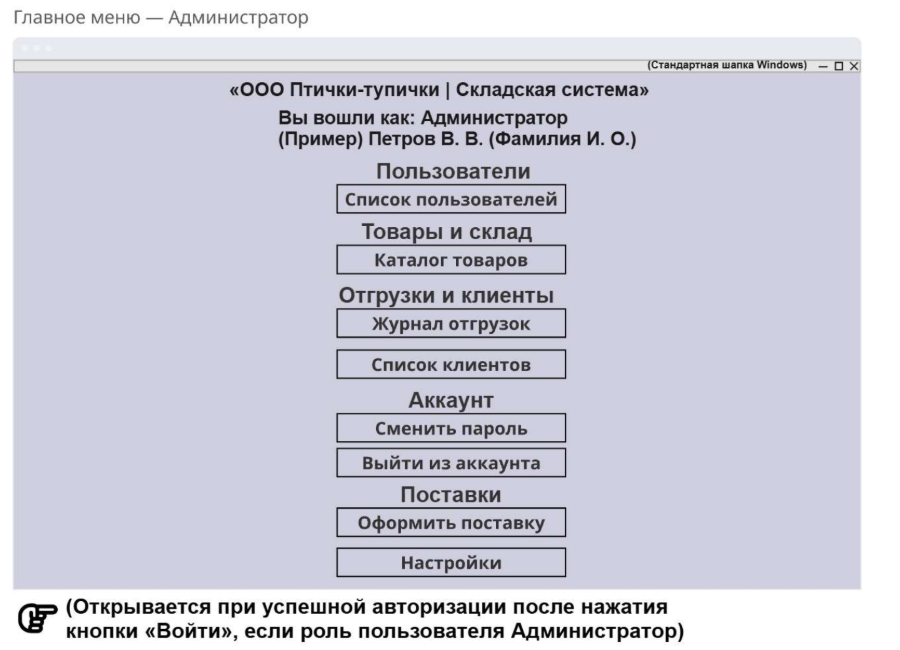 Главное меню — Администратор
(Стандартная шапка Windows)
«ООО Птички-тупички | Складская система»
Вы вошли как: Администратор
(Пример) Петров В. В. (Фамилия И. О.)
Пользователи
Список пользователей
Товары и склад
Каталог товаров
Отгрузки и клиенты
Журнал отгрузок
Список клиентов
Аккаунт
Сменить пароль
Выйти из аккаунта
Поставки
Оформить поставку
Настройки
(Открывается при успешной авторизации после нажатия
кнопки «Войти», если роль пользователя Администратор)